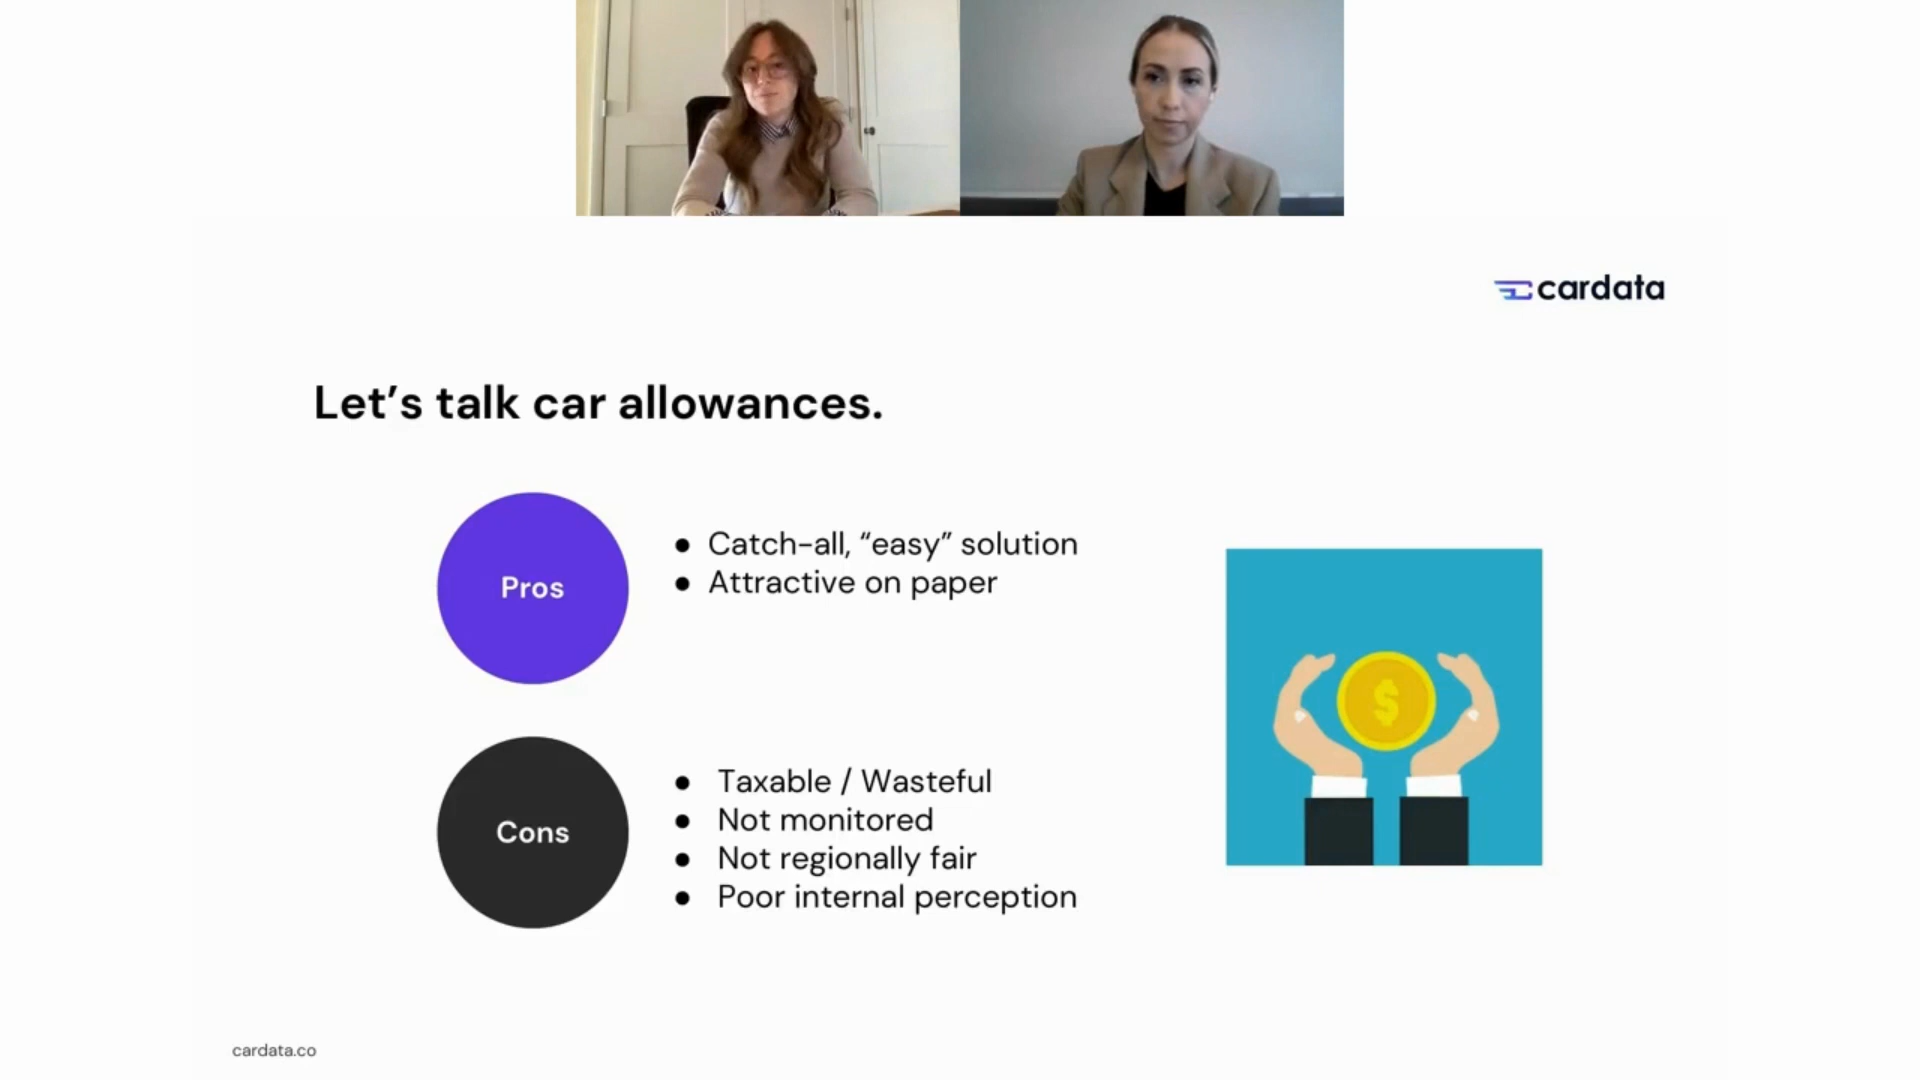 cardata
Let’s talk car allowances.
Pros
● Catch-all, “easy” solution
● Attractive on paper
$
Cons
● Taxable / Wasteful
● Not monitored
● Not regionally fair
● Poor internal perception
cardata.co